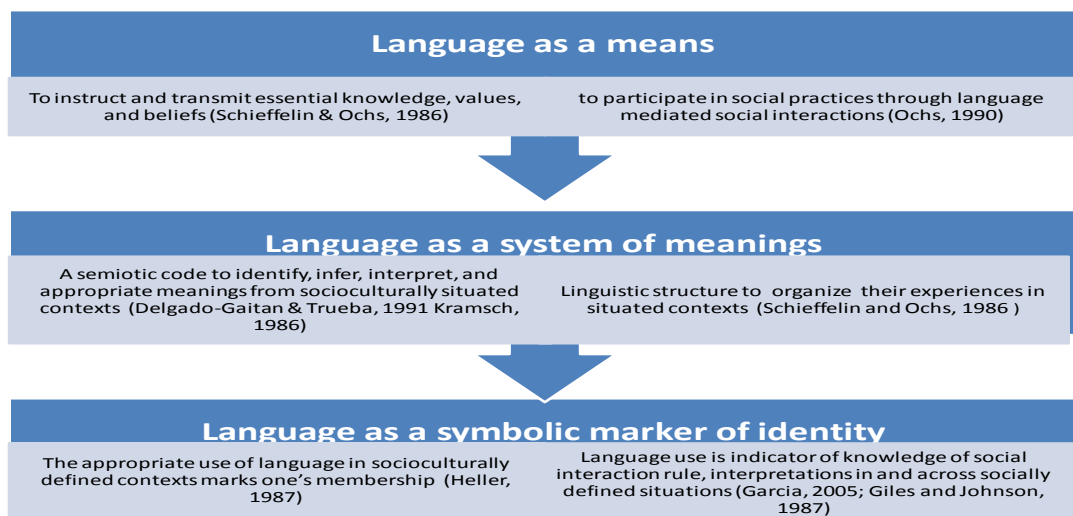 Language as a means
To instruct and transmit essential knowledge, values,
and beliefs (Schieffelin & Ochs, 1986)
to participate in social practices through language
mediated social interactions (Ochs, 1990)
Language as a system of meanings
A semiotic code to identify, infer, interpret, and
appropriate meanings from socioculturally situated
contexts (Delgado-Gaitan & Trueba, 1991 Kramsch,
1986)
Linguistic structure to organize their experiences in
situated contexts (Schieffelin and Ochs, 1986 )
Language as a symbolic marker of identity
The appropriate use of language in socioculturally
defined contexts marks one's membership (Heller,
1987)
Language use is indicator of knowledge of social
interaction rule, interpretations in and across socially
defined situations (Garcia, 2005; Giles and Johnson,
1987)